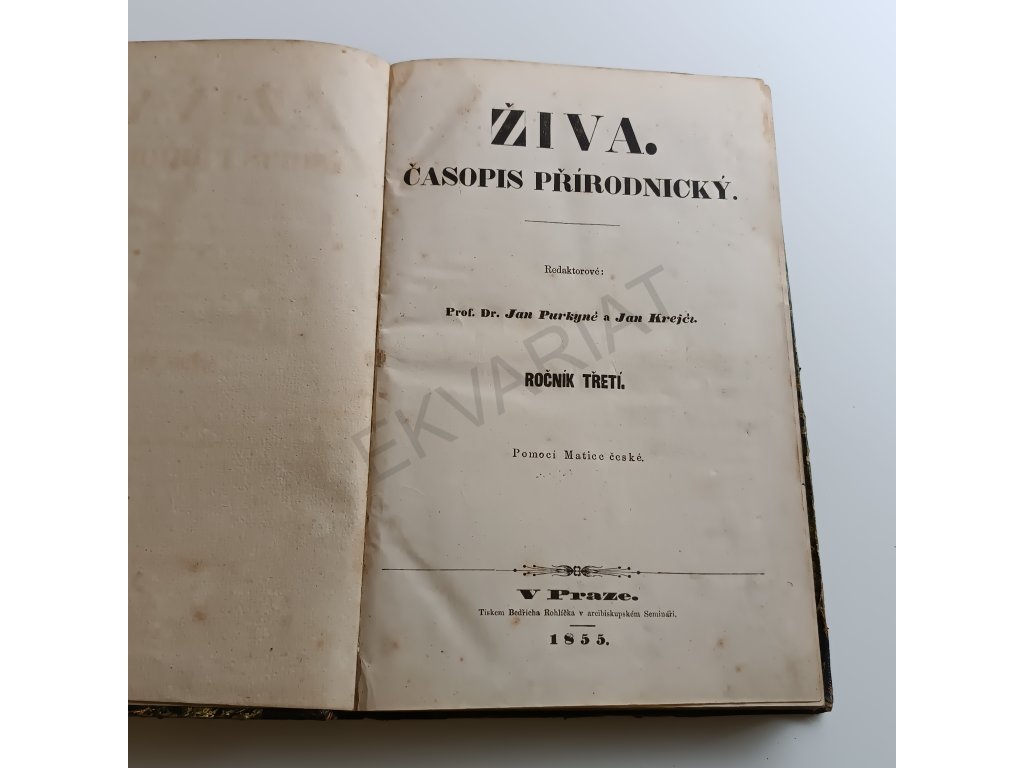 ŽIVA.
ČASOPIS PŘÍRODNICKÝ.
Redaktorové:
Prof. Dr. Jan Purkyně a Jan Krejčí.
ROČNÍK TŘETÍ.
Pomocí Matice české.
V Praze.
Tiskem Bedřicha Rohlíčka v arcibiskupském Semináři.
1855.
EKVARIAT